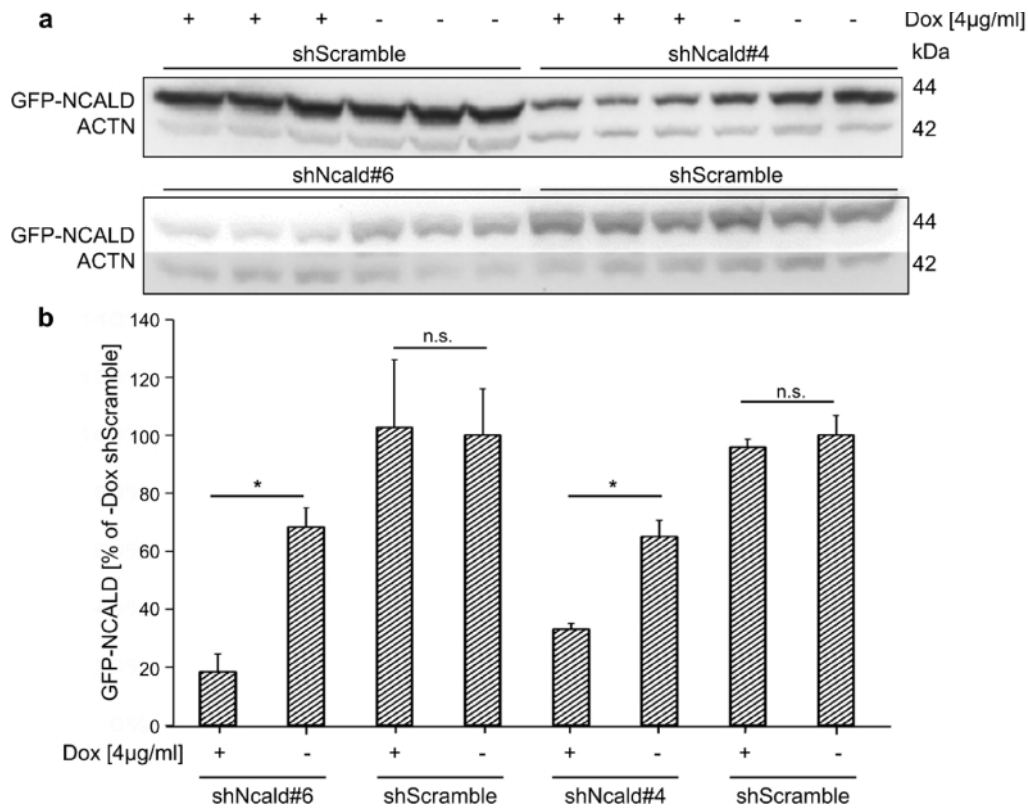 a + + + - - - + + + - - - Dox [4µg/ml]
shScramble shNcald#4 kDa
GFP-NCALD 44
ACTN 42
shNcald#6 shScramble
GFP-NCALD 44
ACTN 42
b
GFP-NCALD [% of -Dox shScramble]
140
120
100
80
60
40
20
0
* n.s. * n.s.
Dox [4µg/ml] + - + - + - + -
shNcald#6 shScramble shNcald#4 shScramble